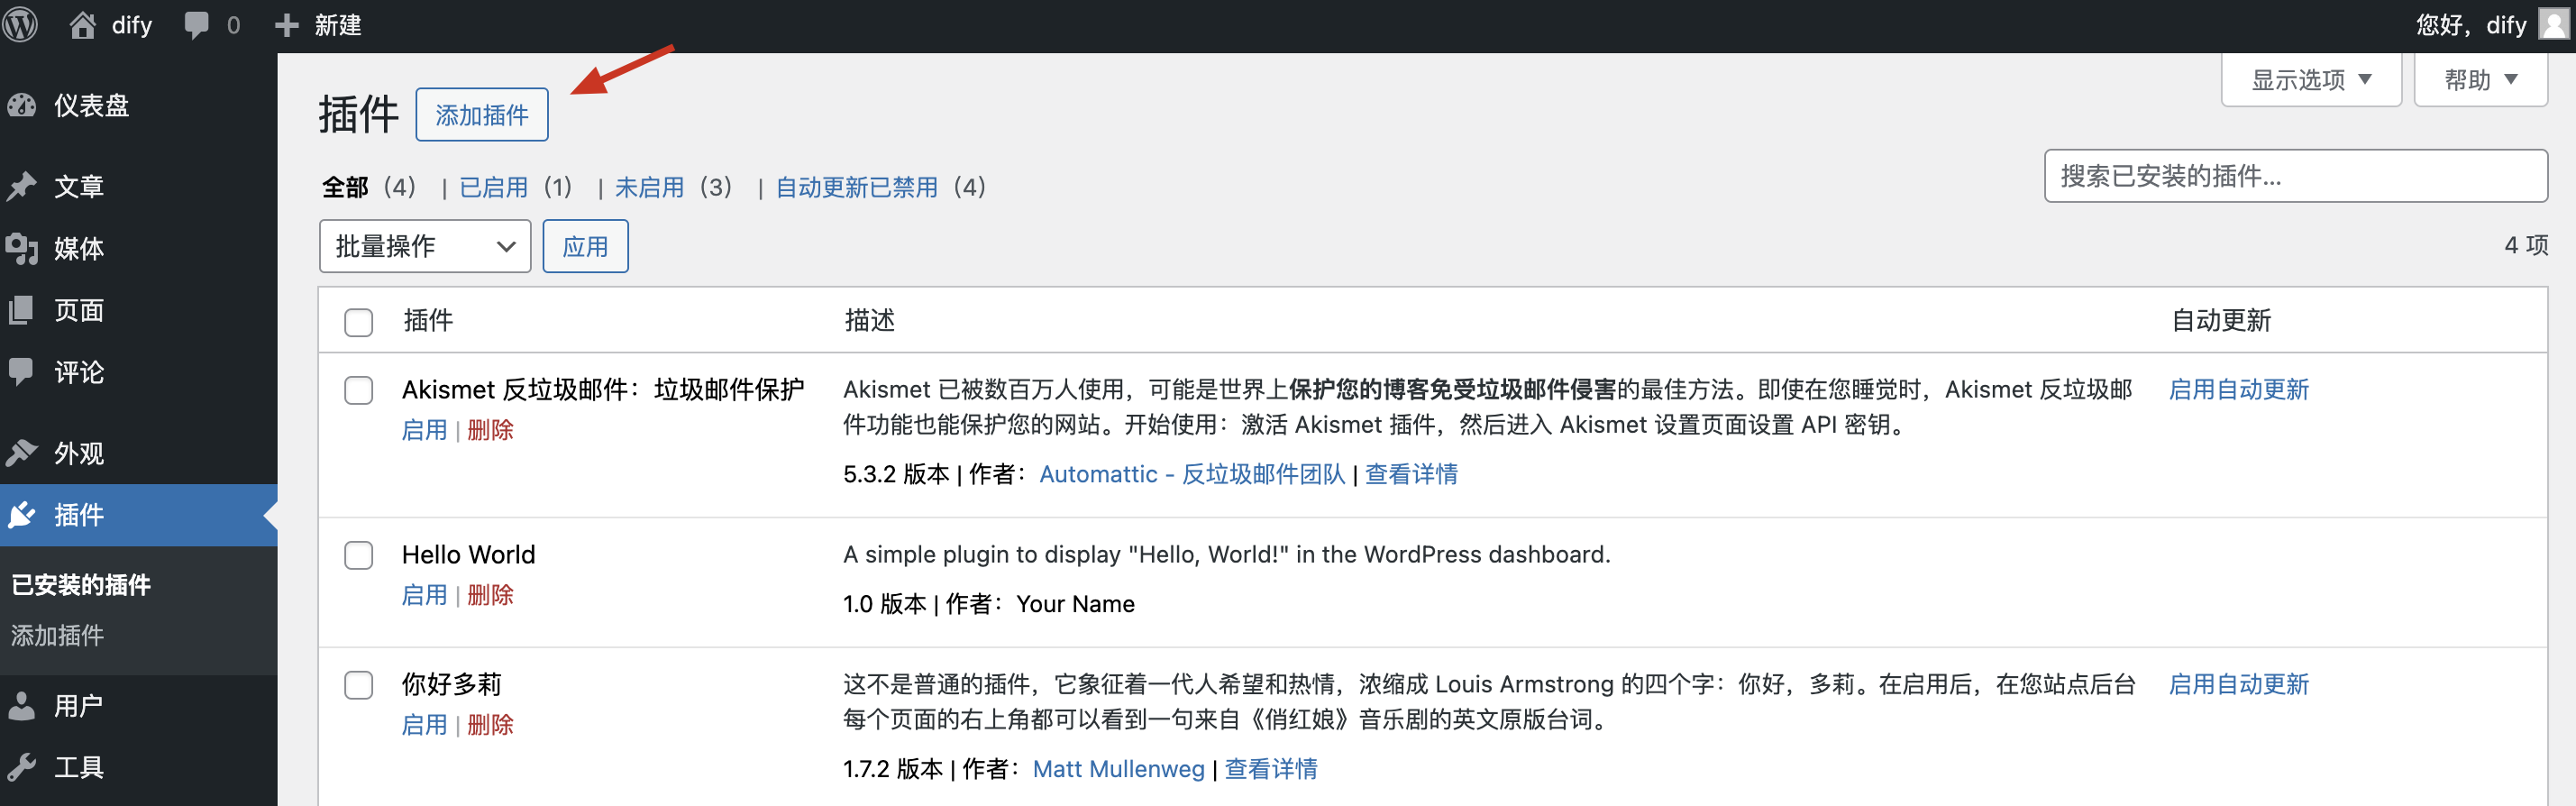 dify 0 新建 您好，dify
仪表盘
文章
媒体
页面
评论
外观
插件
已安装的插件
添加插件
用户
工具
显示选项 帮助
插件 添加插件
全部 (4) | 已启用 (1) | 未启用 (3) | 自动更新已禁用 (4)
搜索已安装的插件...
批量操作 应用
4 项
插件 描述 自动更新
Akismet 反垃圾邮件：垃圾邮件保护
启用 | 删除
Akismet 已被数百万人使用，可能是世界上保护您的博客免受垃圾邮件侵害的最佳方法。即使在您睡觉时，Akismet 反垃圾邮
件功能也能保护您的网站。开始使用：激活 Akismet 插件，然后进入 Akismet 设置页面设置 API 密钥。
5.3.2 版本 | 作者：Automattic - 反垃圾邮件团队 | 查看详情
启用自动更新
Hello World
启用 | 删除
A simple plugin to display "Hello, World!" in the WordPress dashboard.
1.0 版本 | 作者：Your Name
你好多莉
启用 | 删除
这不是普通的插件，它象征着一代人希望和热情，浓缩成 Louis Armstrong 的四个字：你好，多莉。在启用后，在您站点后台
每个页面的右上角都可以看到一句来自《俏红娘》音乐剧的英文原版台词。
1.7.2 版本 | 作者：Matt Mullenweg | 查看详情
启用自动更新